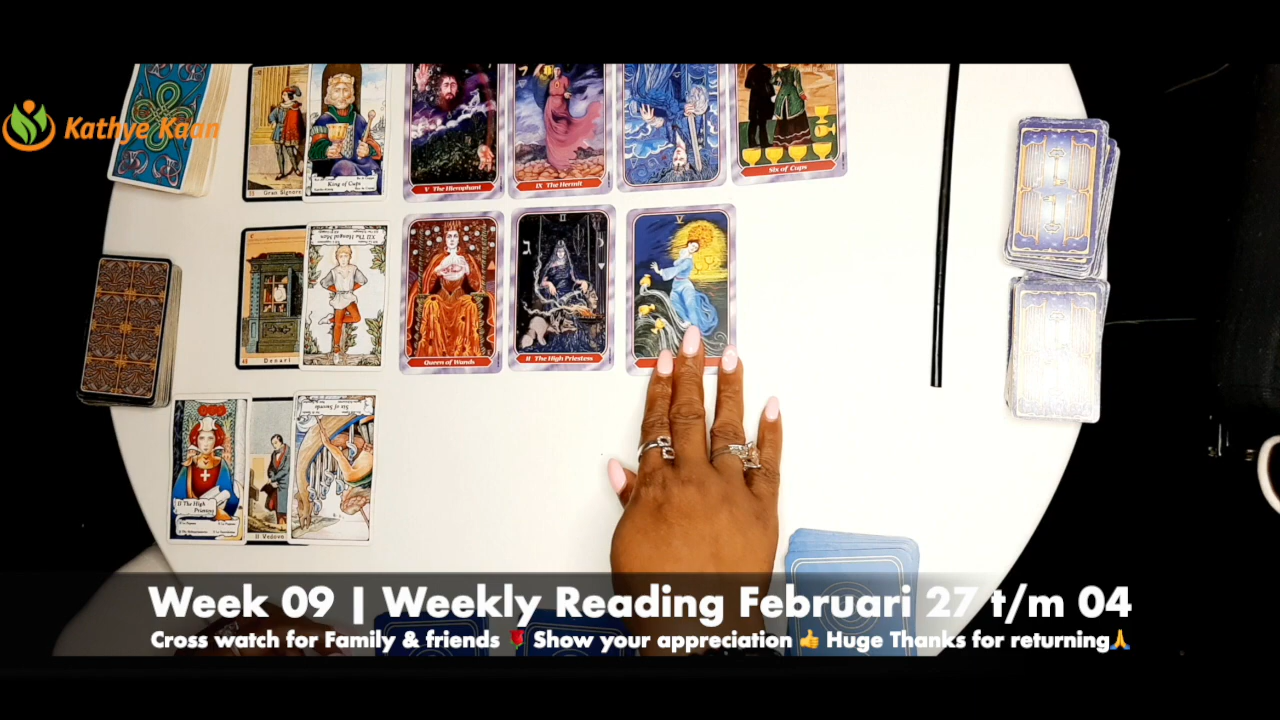 Kathye Kaan
Gran Signore
King of Cups
V The Hierophant
IX The Hermit
Six of Cups
XII The Hanged Man
Denari
Queen of Wands
II The High Priestess
V
Six of Swords
II The High
Priestess
II Vedovo
Week 09 | Weekly Reading Februari 27 t/m 04
Cross watch for Family & friends 🌹 Show your appreciation 👍 Huge Thanks for returning🙏